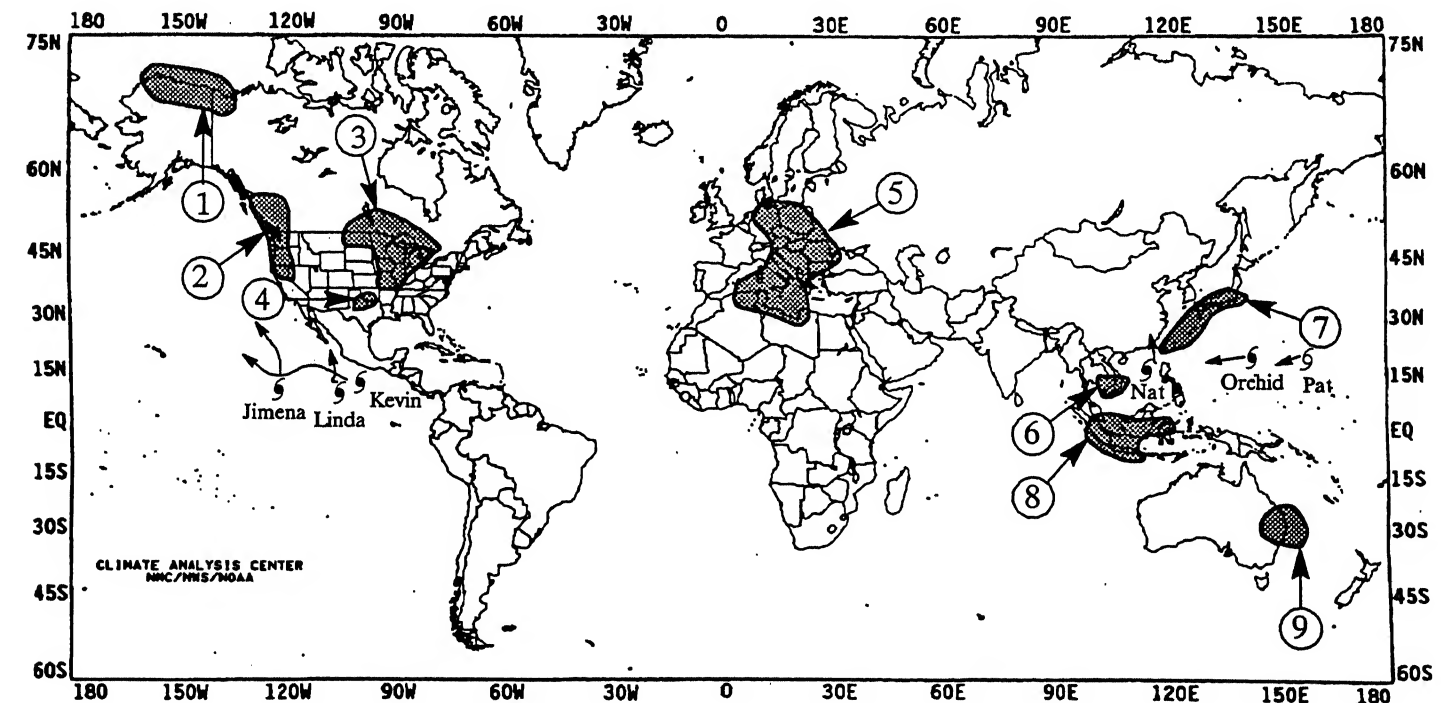 180 150W 120W 90W 60W 30W 0 30E 60E 90E 120E 150E 180
75N 75N
3
60N 60N
1
5
45N 45N
2
4
30N 30N
7
15N 15N
Jimena Linda Kevin Nat Orchid Pat
6
EQ EQ
8
15S 15S
30S 30S
CLIMATE ANALYSIS CENTER
NMC/NWS/NOAA
45S 45S
9
60S 60S
180 150W 120W 90W 60W 30W 0 30E 60E 90E 120E 150E 180